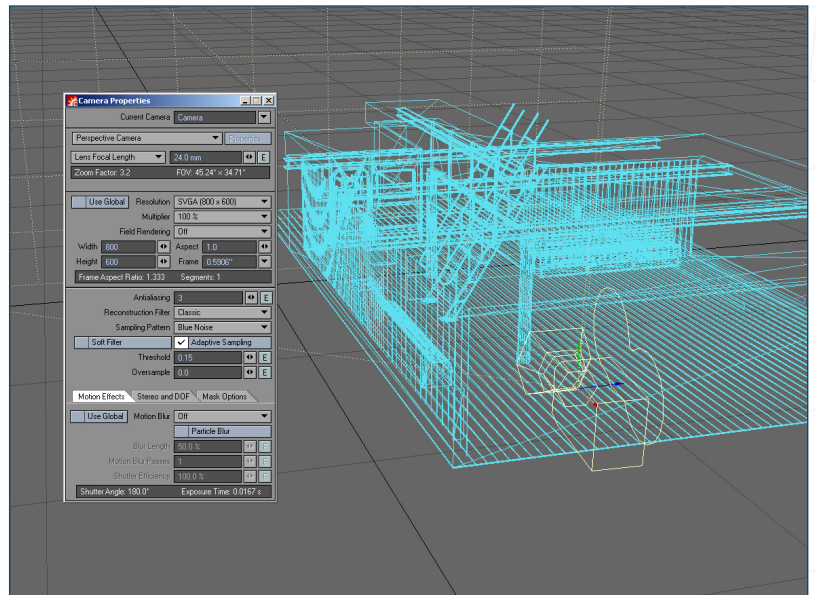 Camera Properties
Current Camera Camera
Perspective Camera Properties
Lens Focal Length 24.0 mm E
Zoom Factor: 3.2 FOV: 45.24° × 34.71°
Use Global Resolution SVGA (800 x 600)
Multiplier 100 %
Field Rendering Off
Width 800 Aspect 1.0
Height 600 Frame 0.5906"
Frame Aspect Ratio: 1.333 Segments: 1
Antialiasing 3 E
Reconstruction Filter Classic
Sampling Pattern Blue Noise
Soft Filter Adaptive Sampling
Threshold 0.15 E
Oversample 0.0 E
Motion Effects Stereo and DOF Mask Options
Use Global Motion Blur Off
Particle Blur
Blur Length 50.0 % E
Motion Blur Passes 1 E
Shutter Efficiency 100.0 % E
Shutter Angle: 180.0° Exposure Time: 0.0167 s